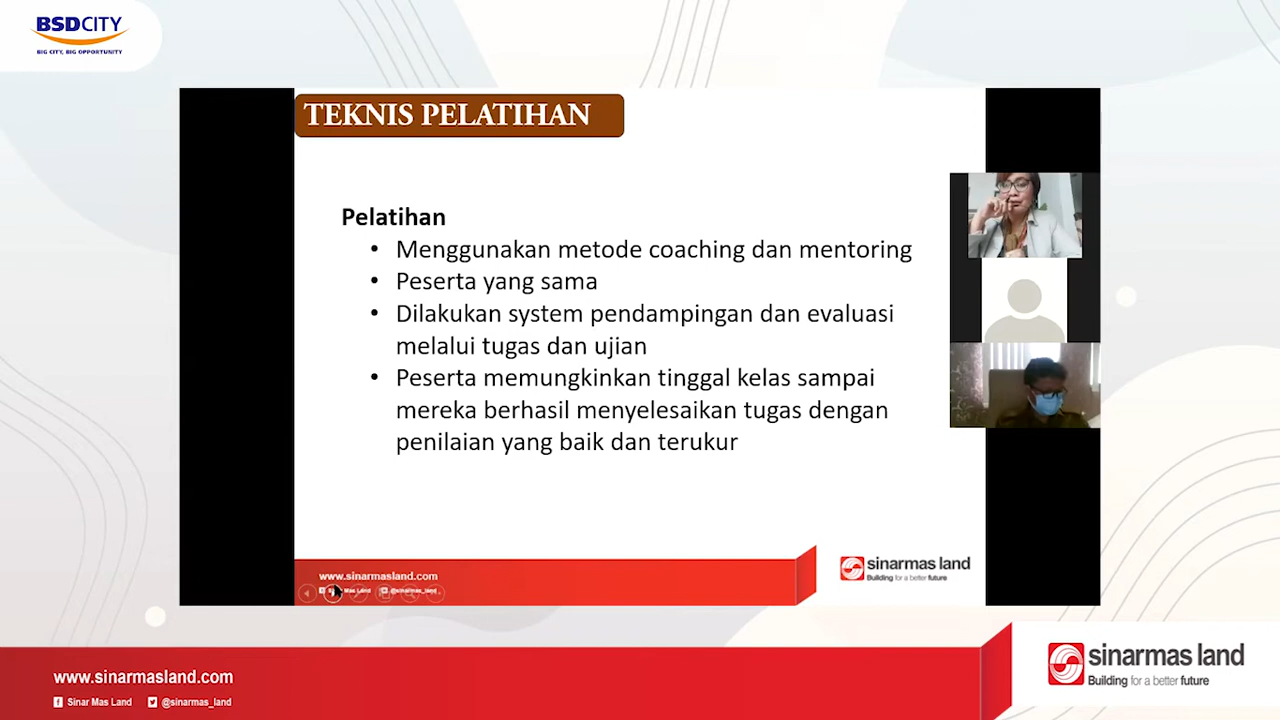 BSDCITY
BIG CITY, BIG OPPORTUNITY
TEKNIS PELATIHAN
Pelatihan
• Menggunakan metode coaching dan mentoring
• Peserta yang sama
• Dilakukan system pendampingan dan evaluasi
melalui tugas dan ujian
• Peserta memungkinkan tinggal kelas sampai
mereka berhasil menyelesaikan tugas dengan
penilaian yang baik dan terukur
www.sinarmasland.com
Mas Land @sinarmas_land
sinarmas land
Building for a better future
www.sinarmasland.com
Sinar Mas Land @sinarmas_land
sinarmas land
Building for a better future